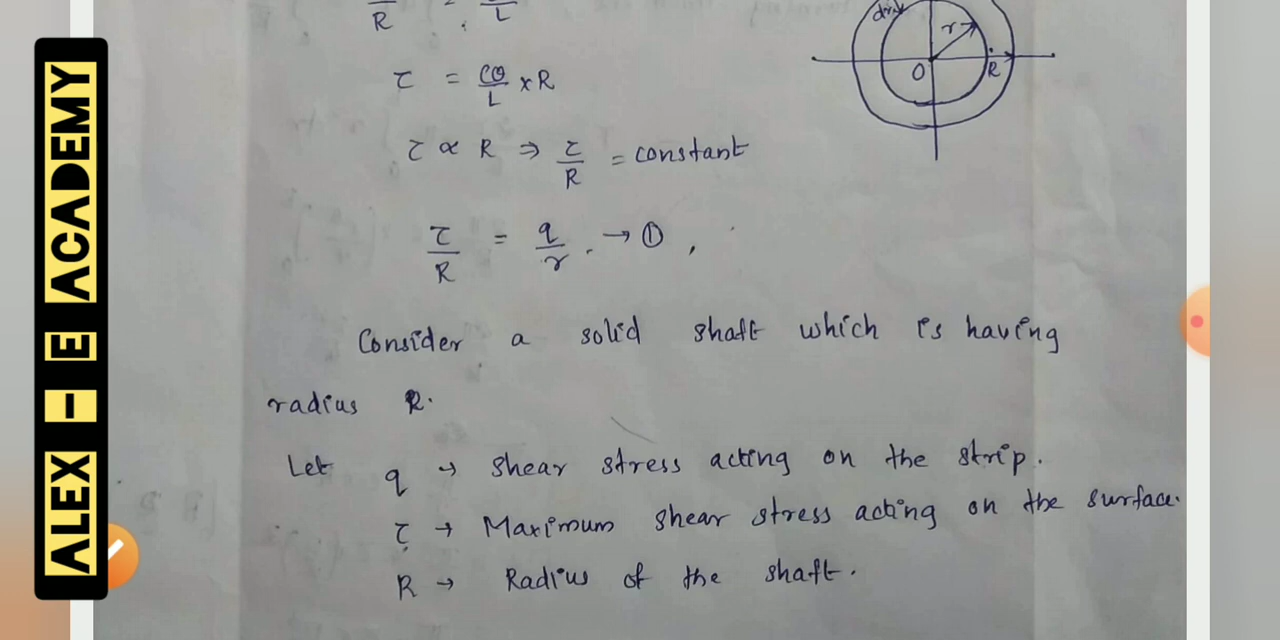 ALEX – E ACADEMY
τ = Cθ/L × R
τ ∝ R ⇒ τ/R = constant
τ/R = q/r. → ①,
r
O
R
Consider a solid shaft which is having
radius R.
Let q → shear stress acting on the strip.
τ → Maximum shear stress acting on the surface.
R → Radius of the shaft.